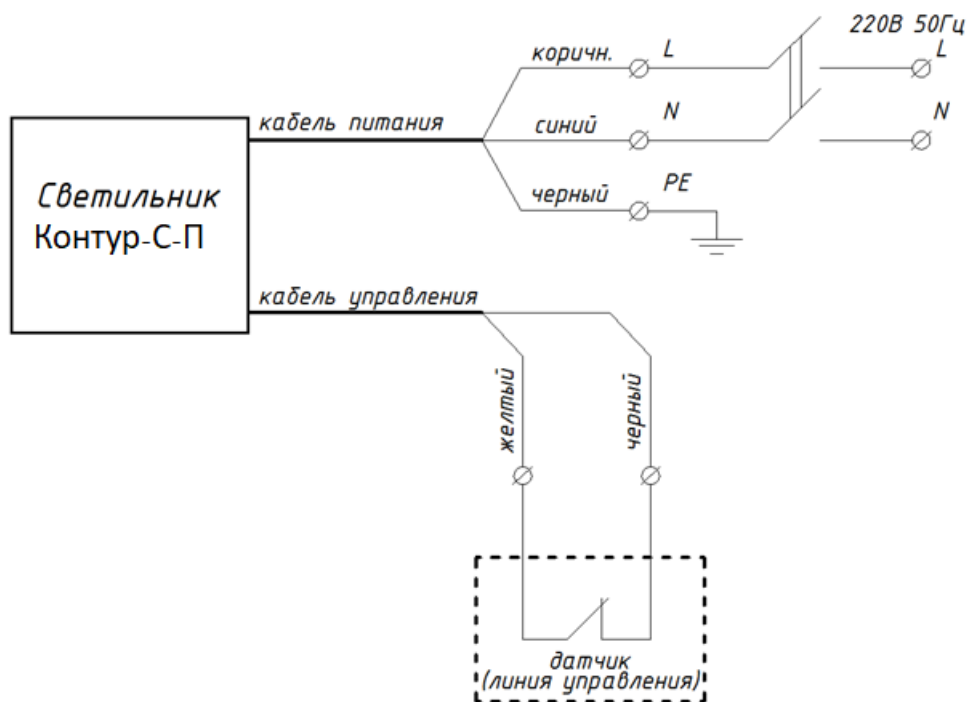 220В 50Гц
коричн.
L
L
кабель питания
синий
N
N
Светильник
Контур-С-П
черный
PE
кабель управления
желтый
черный
датчик
(линия управления)